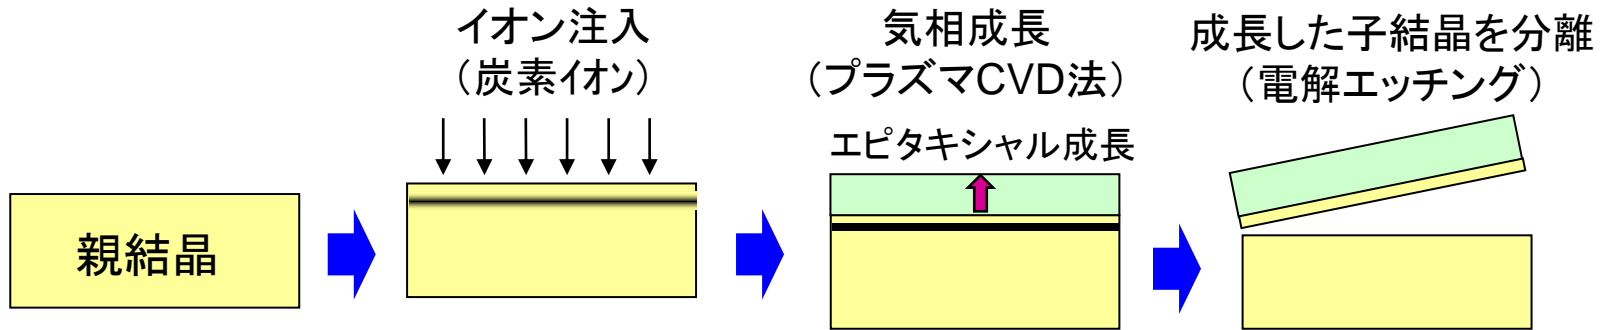 親結晶
イオン注入
（炭素イオン）
気相成長
（プラズマCVD法）
エピタキシャル成長
成長した子結晶を分離
（電解エッチング）